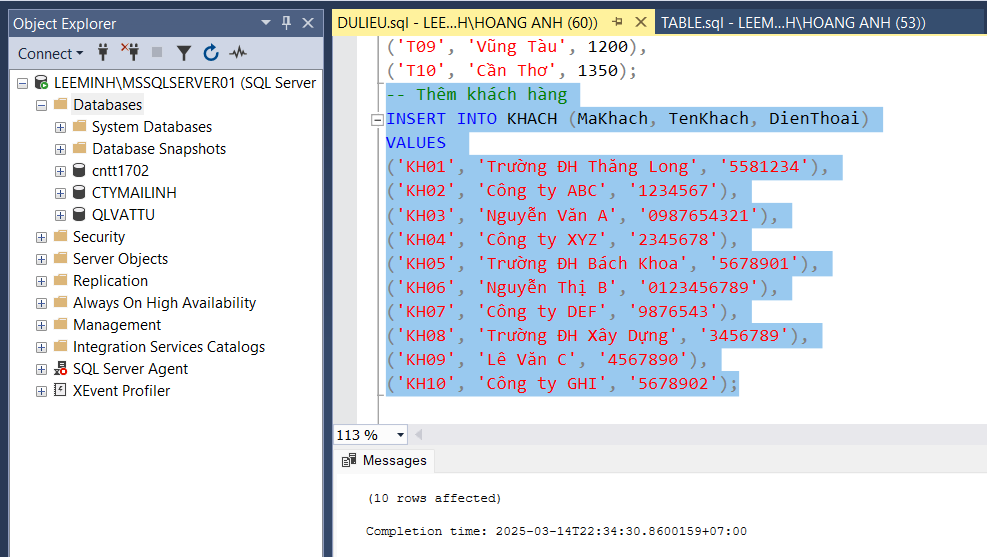 Object Explorer
Connect
LEEMINH\MSSQLSERVER01 (SQL Server
Databases
System Databases
Database Snapshots
cntt1702
CTYMAILINH
QLVATTU
Security
Server Objects
Replication
Always On High Availability
Management
Integration Services Catalogs
SQL Server Agent
XEvent Profiler
DULIEU.sql - LEE...H\HOANG ANH (60))
TABLE.sql - LEEM...H\HOANG ANH (53))
('T09', 'Vũng Tàu', 1200),
('T10', 'Cần Thơ', 1350);
-- Thêm khách hàng
INSERT INTO KHACH (MaKhach, TenKhach, DienThoai)
VALUES
('KH01', 'Trường ĐH Thăng Long', '5581234'),
('KH02', 'Công ty ABC', '1234567'),
('KH03', 'Nguyễn Văn A', '0987654321'),
('KH04', 'Công ty XYZ', '2345678'),
('KH05', 'Trường ĐH Bách Khoa', '5678901'),
('KH06', 'Nguyễn Thị B', '0123456789'),
('KH07', 'Công ty DEF', '9876543'),
('KH08', 'Trường ĐH Xây Dựng', '3456789'),
('KH09', 'Lê Văn C', '4567890'),
('KH10', 'Công ty GHI', '5678902');
113 %
Messages
(10 rows affected)
Completion time: 2025-03-14T22:34:30.8600159+07:00